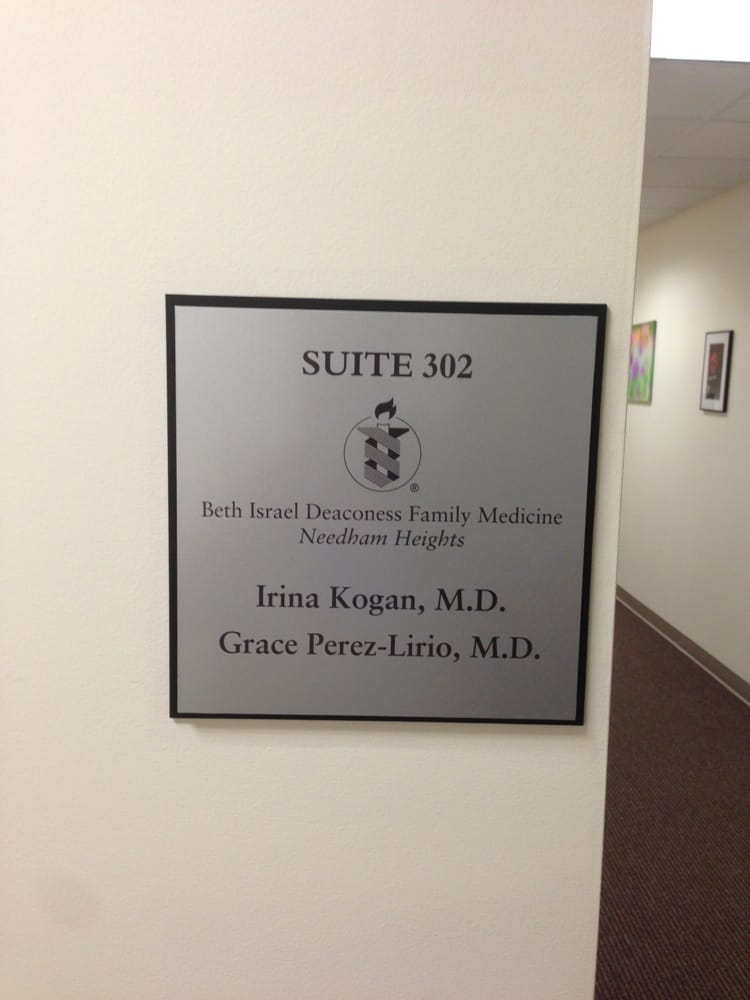 SUITE 302
®
Beth Israel Deaconess Family Medicine
Needham Heights
Irina Kogan, M.D.
Grace Perez-Lirio, M.D.